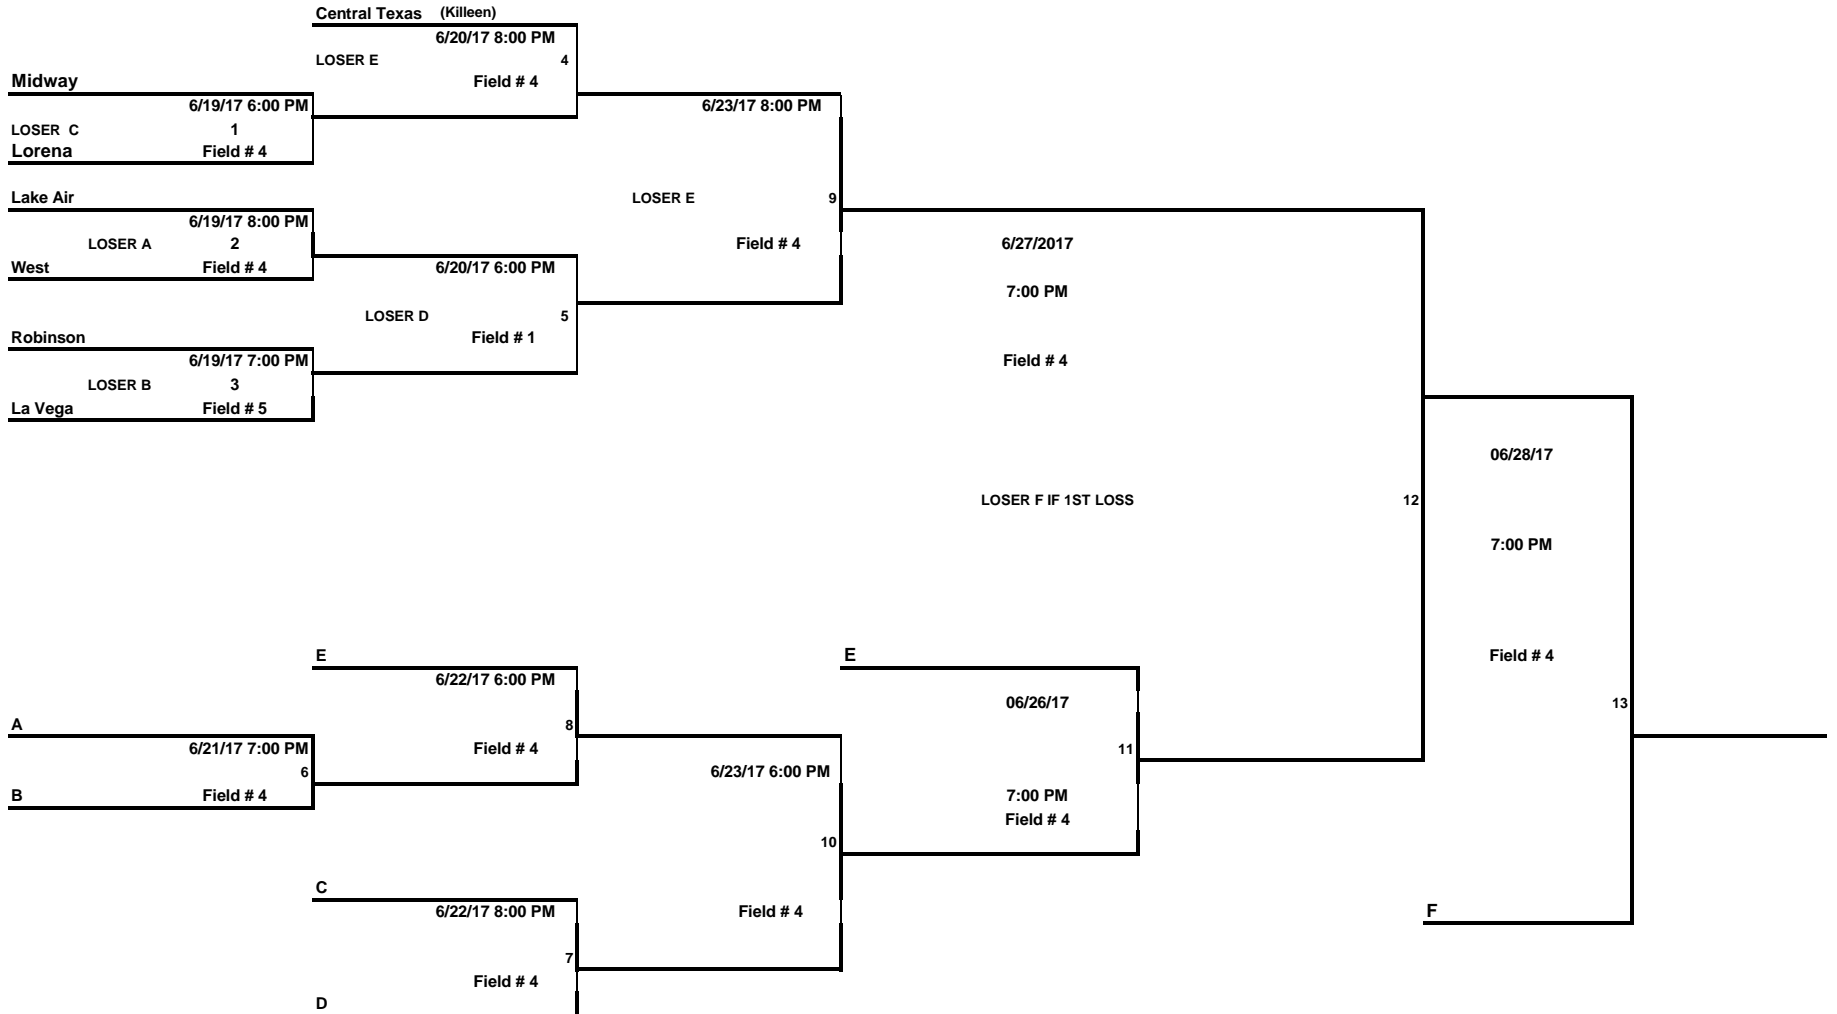 Central Texas (Killeen)
6/20/17 8:00 PM
LOSER E 4
Field # 4
Midway
6/19/17 6:00 PM
LOSER C 1
Lorena Field # 4
6/23/17 8:00 PM
Lake Air
6/19/17 8:00 PM
LOSER A 2
West Field # 4
LOSER E 9
Field # 4
6/20/17 6:00 PM
LOSER D 5
Field # 1
Robinson
6/19/17 7:00 PM
LOSER B 3
La Vega Field # 5
6/27/2017
7:00 PM
Field # 4
LOSER F IF 1ST LOSS 12
06/28/17
7:00 PM
Field # 4
13
E
6/22/17 6:00 PM
8
Field # 4
A
6/21/17 7:00 PM
6
B Field # 4
E
06/26/17
11
7:00 PM
Field # 4
6/23/17 6:00 PM
10
Field # 4
C
6/22/17 8:00 PM
7
Field # 4
D
F